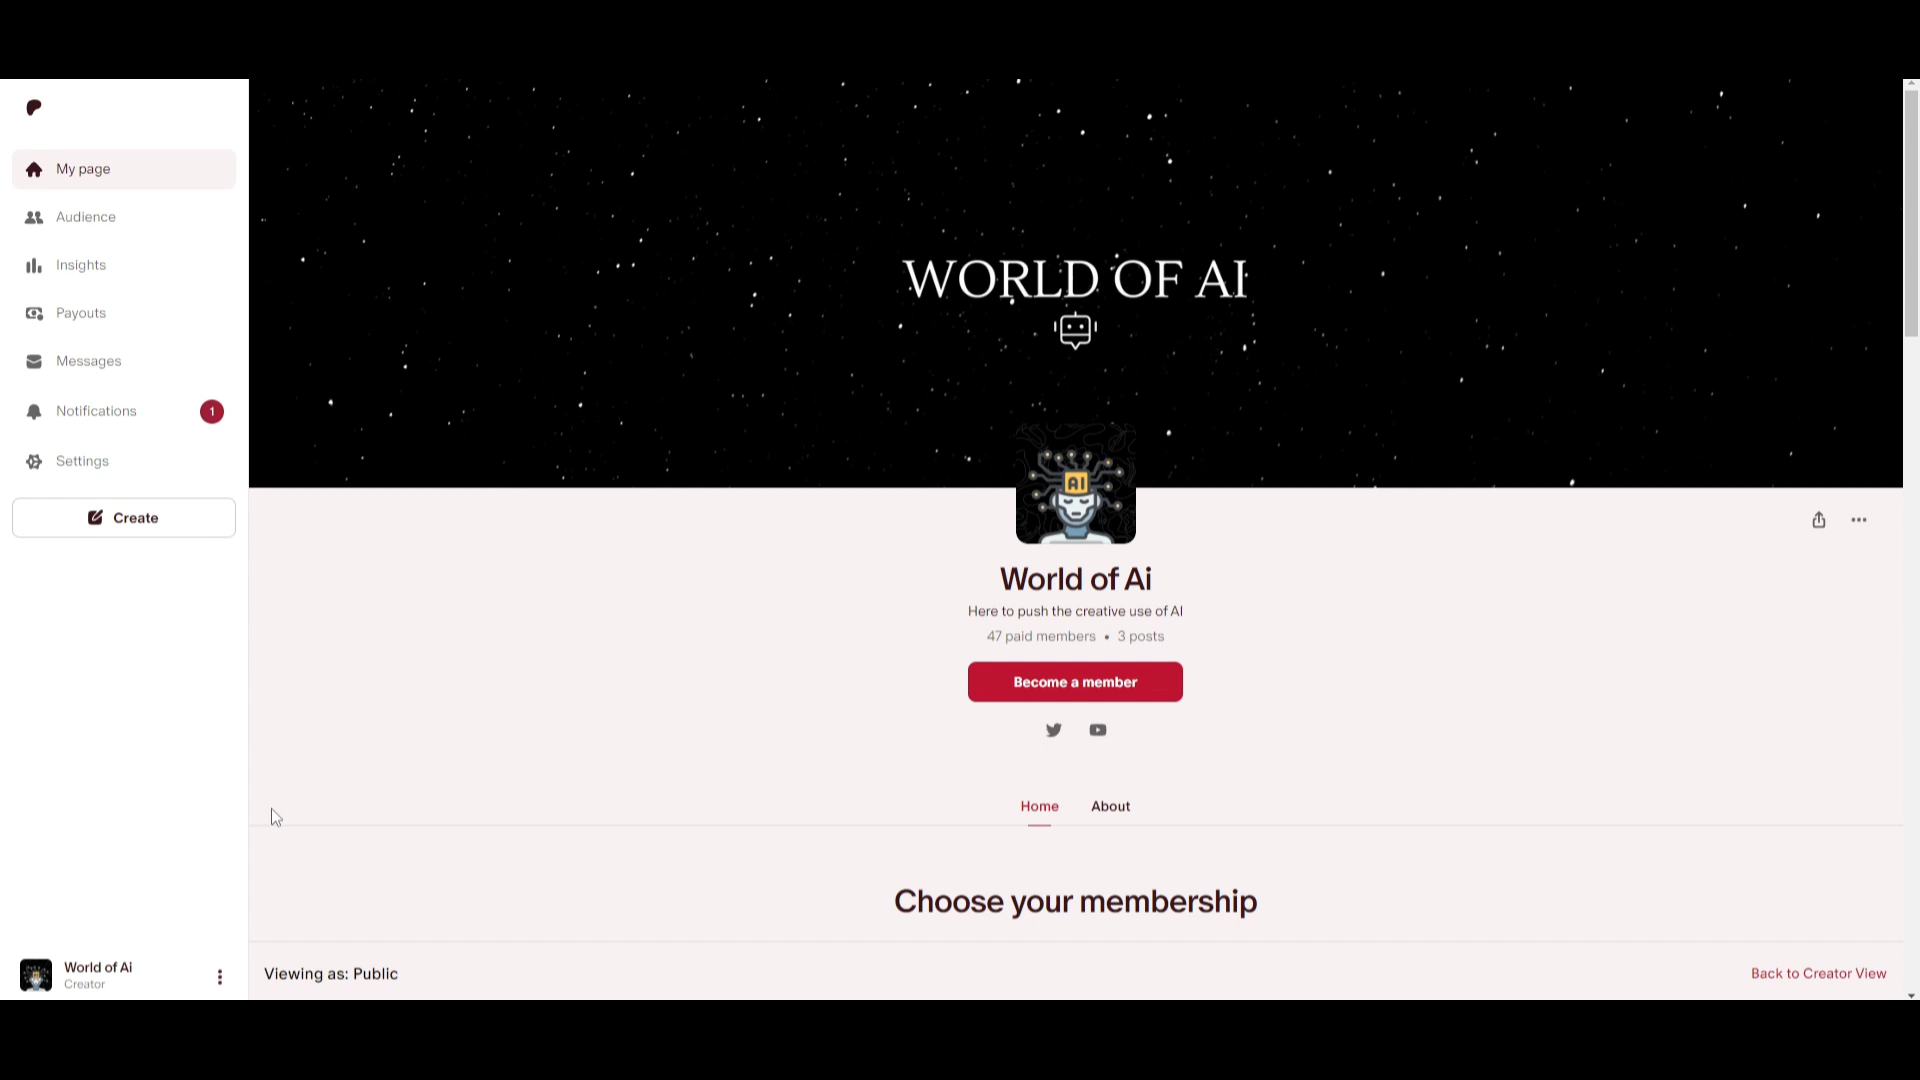 My page
Audience
Insights
Payouts
Messages
Notifications 1
Settings
Create
WORLD OF AI
AI
World of Ai
Here to push the creative use of AI
47 paid members • 3 posts
Become a member
Home About
Choose your membership
World of Ai
Creator
Viewing as: Public
Back to Creator View